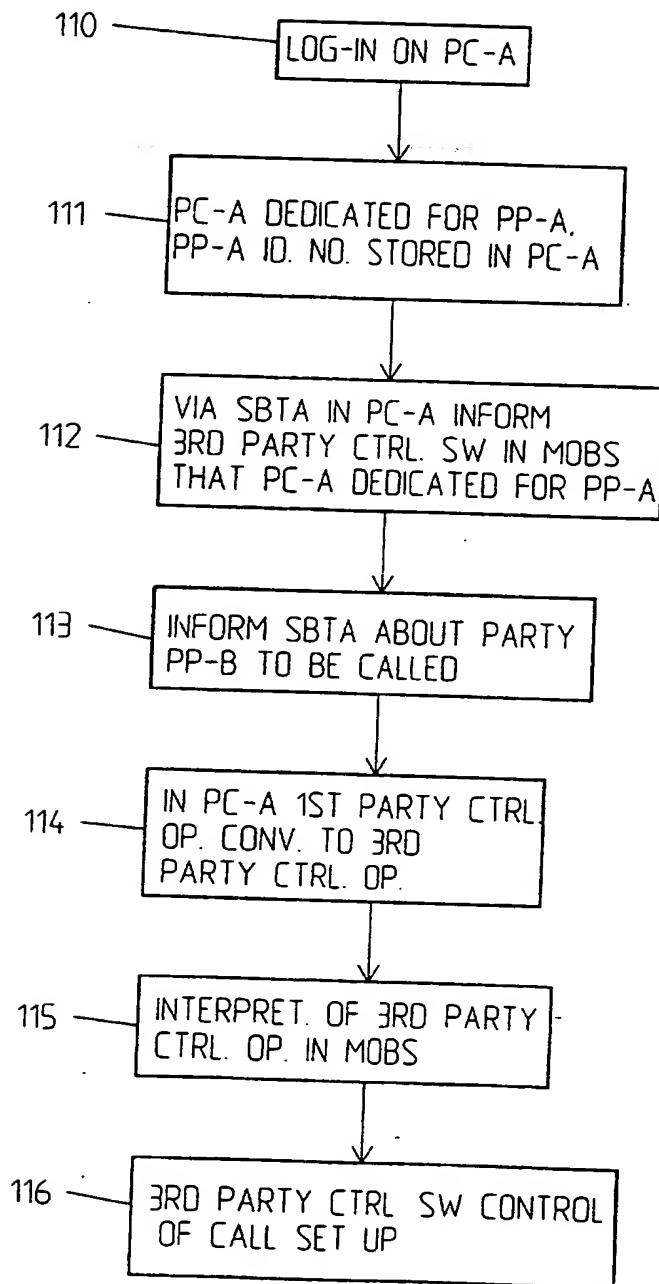 110
LOG-IN ON PC-A
111
PC-A DEDICATED FOR PP-A,
PP-A ID. NO. STORED IN PC-A
112
VIA SBTA IN PC-A INFORM
3RD PARTY CTRL. SW IN MOBS
THAT PC-A DEDICATED FOR PP-A
113
INFORM SBTA ABOUT PARTY
PP-B TO BE CALLED
114
IN PC-A 1ST PARTY CTRL.
OP. CONV. TO 3RD
PARTY CTRL. OP.
115
INTERPRET. OF 3RD PARTY
CTRL. OP. IN MOBS
116
3RD PARTY CTRL SW CONTROL
OF CALL SET UP